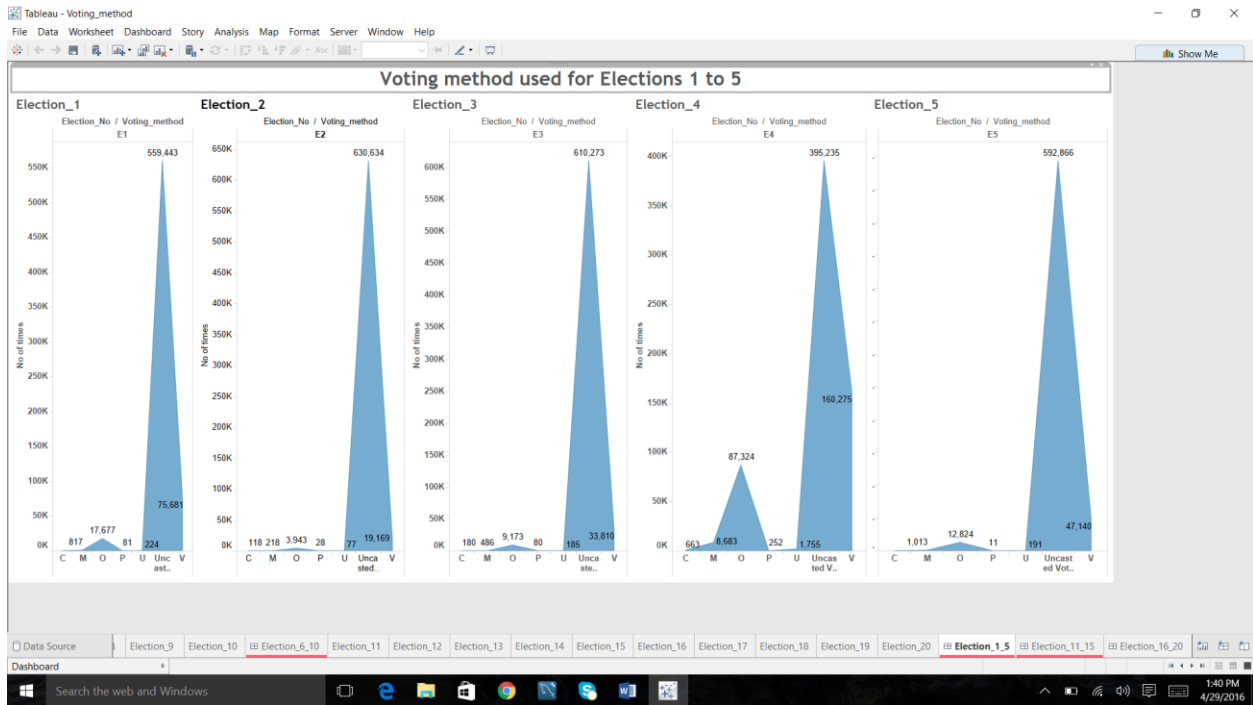 Tableau - Voting_method
File Data Worksheet Dashboard Story Analysis Map Format Server Window Help
Abc
Show Me
Voting method used for Elections 1 to 5
Election_1 Election_2 Election_3 Election_4 Election_5
Election_No / Voting_method Election_No / Voting_method Election_No / Voting_method Election_No / Voting_method Election_No / Voting_method
E1 E2 E3 E4 E5
No of times
550K
500K
450K
400K
350K
300K
250K
200K
150K
100K
50K
0K
817 17,677 81 224 559,443 75,681
C M O P U Unc V
ast..
No of times
650K
600K
550K
500K
450K
400K
350K
300K
250K
200K
150K
100K
50K
0K
118 218 3,943 28 77 630,634 19,169
C M O P U Unca V
sted..
No of times
600K
550K
500K
450K
400K
350K
300K
250K
200K
150K
100K
50K
0K
180 486 9,173 80 185 610,273 33,810
C M O P U Unca V
ste..
No of times
400K
350K
300K
250K
200K
150K
100K
50K
0K
663 8,683 87,324 252 1,755 395,235 160,275
C M O P U Uncas V
ted V..
1,013 12,824 11 191 592,866 47,140
C M O P U Uncast V
ed Vot..
Data Source Election_9 Election_10 Election_6_10 Election_11 Election_12 Election_13 Election_14 Election_15 Election_16 Election_17 Election_18 Election_19 Election_20 Election_1_5 Election_11_15 Election_16_20
Dashboard
Search the web and Windows
1:40 PM
4/29/2016